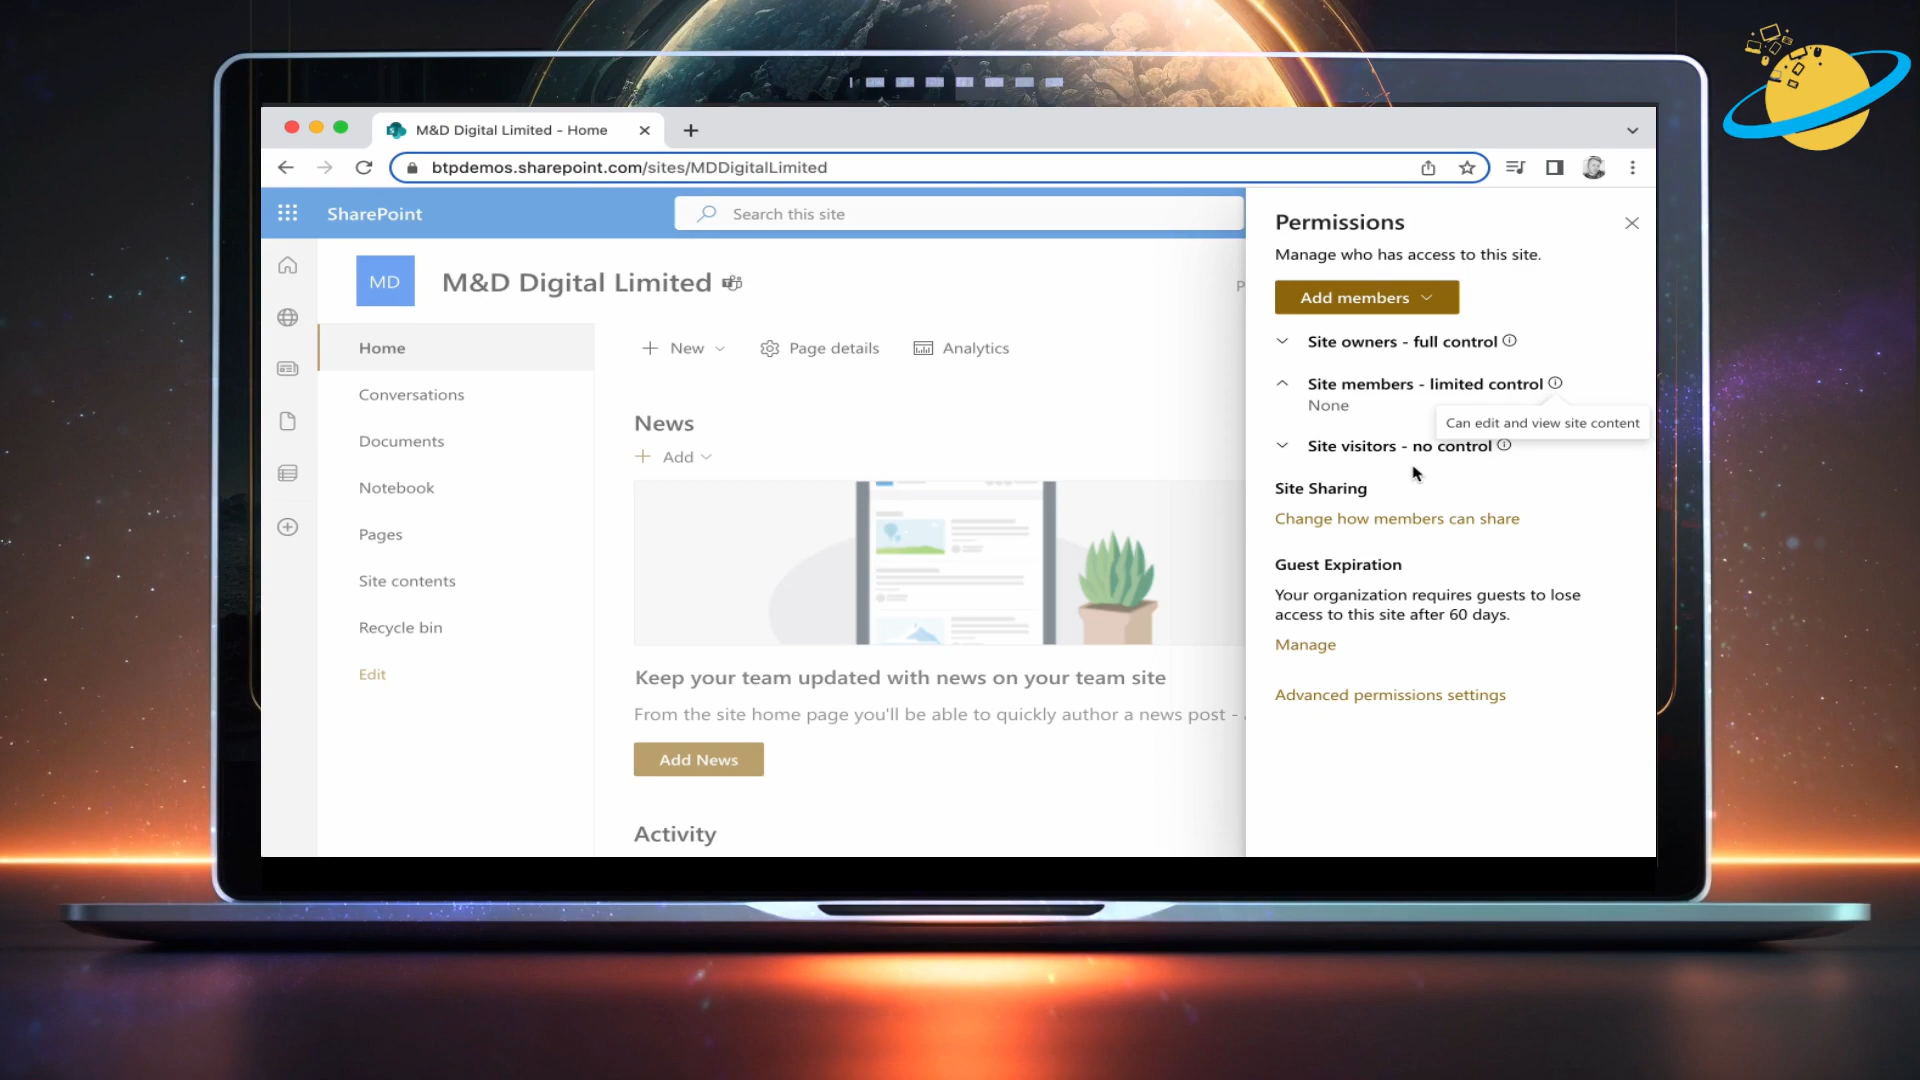 M&D Digital Limited - Home
btpdemos.sharepoint.com/sites/MDDigitalLimited
SharePoint
Search this site
MD
M&D Digital Limited
P
Home
Conversations
Documents
Notebook
Pages
Site contents
Recycle bin
Edit
New
Page details
Analytics
News
Add
Keep your team updated with news on your team site
From the site home page you'll be able to quickly author a news post -
Add News
Activity
Permissions
Manage who has access to this site.
Add members
Site owners - full control
Site members - limited control
None
Can edit and view site content
Site visitors - no control
Site Sharing
Change how members can share
Guest Expiration
Your organization requires guests to lose
access to this site after 60 days.
Manage
Advanced permissions settings